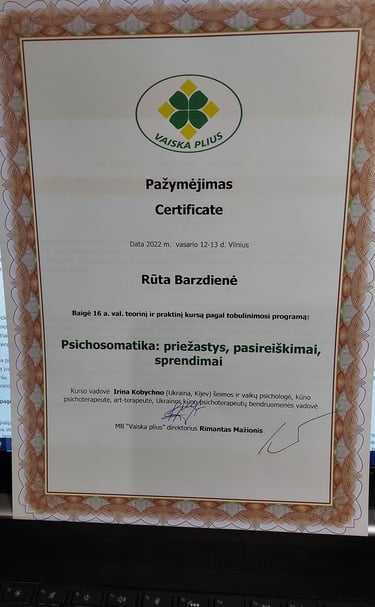 VAISKA PLIUS
Pažymėjimas
Certificate
Data 2022 m. vasario 12-13 d. Vilnius
Rūta Barzdienė
Baigė 16 a. val. teorinį ir praktinį kursą pagal tobulinimosi programą:
Psichosomatika: priežastys, pasireiškimai,
sprendimai
Kurso vadovė Irina Kobychno (Ukraina, Kijev) šeimos ir vaikų psichologė, kūno
psichoterapeutė, art-terapeutė, Ukrainos kūno psichoterapeutų bendruomenės vadovė
MB "Vaiska plius" direktorius Rimantas Mažionis